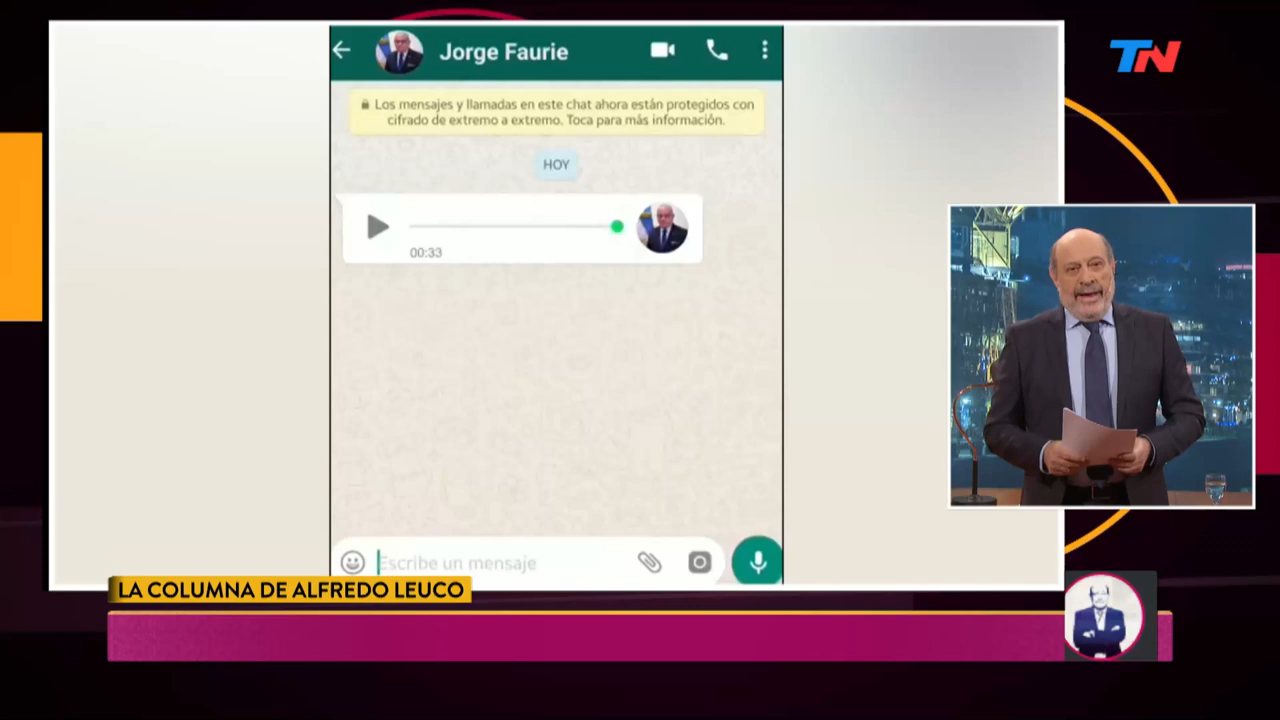 Jorge Faurie
TN
Los mensajes y llamadas en este chat ahora están protegidos con
cifrado de extremo a extremo. Toca para más información.
HOY
00:33
Escribe un mensaje
LA COLUMNA DE ALFREDO LEUCO